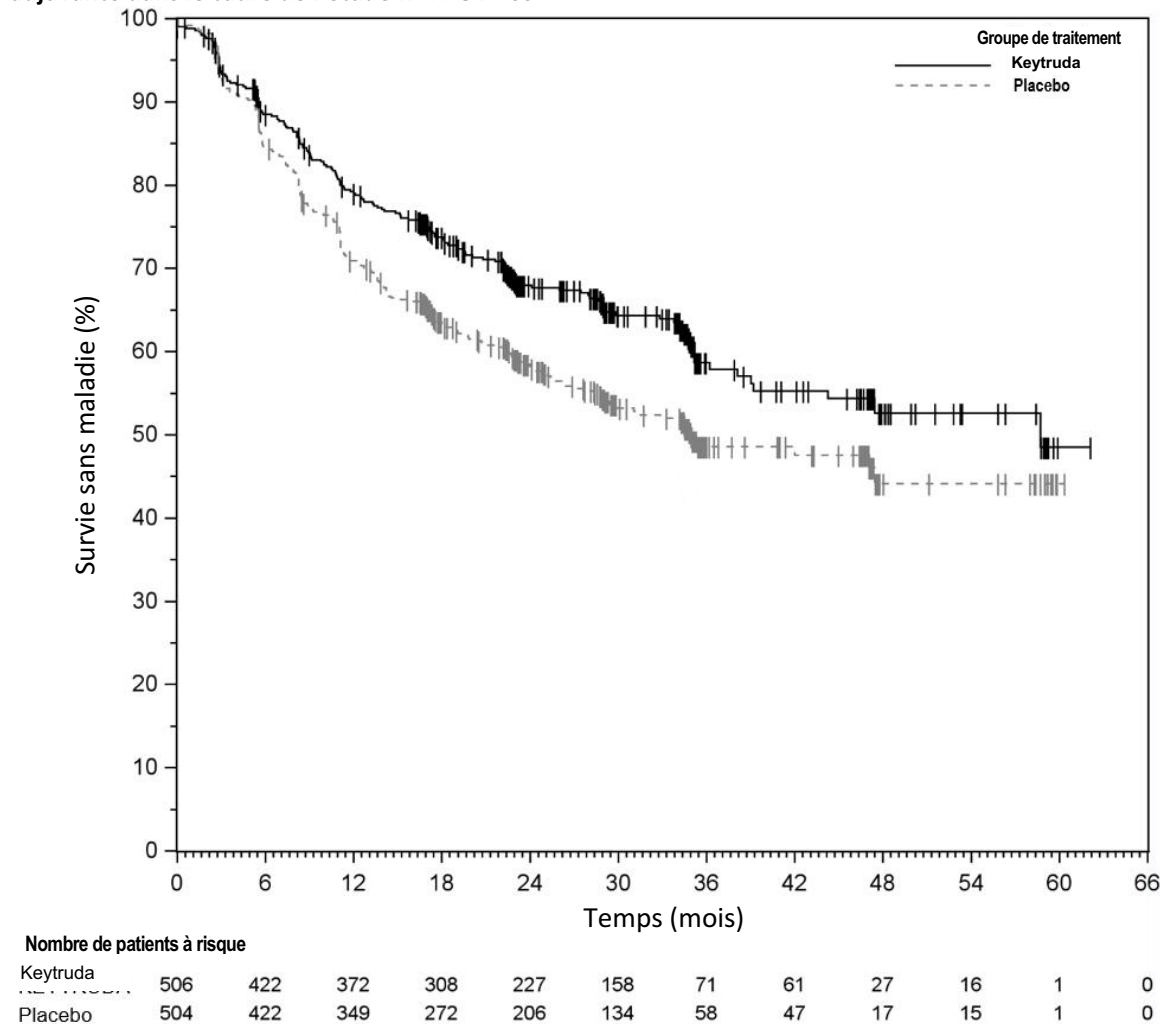 Groupe de traitement
Keytruda
Placebo
100
90
80
70
60
50
40
30
20
10
0
Survie sans maladie (%)
0 6 12 18 24 30 36 42 48 54 60 66
Temps (mois)
Nombre de patients à risque
Keytruda 506 422 372 308 227 158 71 61 27 16 1 0
Placebo 504 422 349 272 206 134 58 47 17 15 1 0